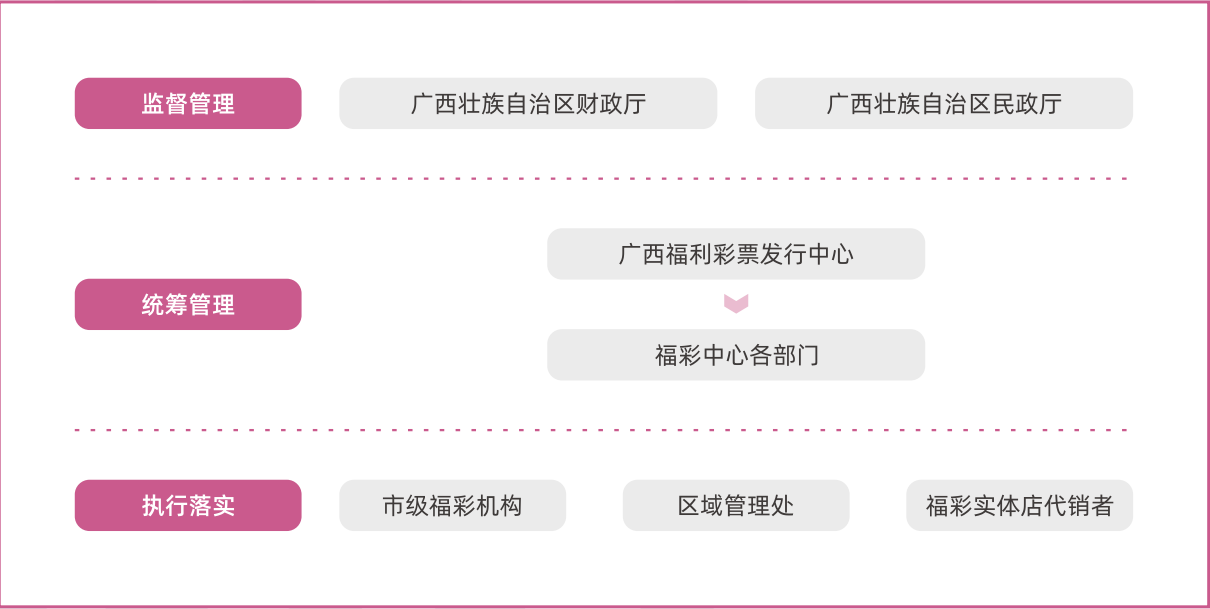 监督管理
广西壮族自治区财政厅
广西壮族自治区民政厅
广西福利彩票发行中心
统筹管理
福彩中心各部门
执行落实
市级福彩机构
区域管理处
福彩实体店代销者